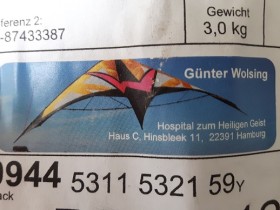 ferenz 2:
-87433387
Gewicht
3,0 kg
Günter Wolsing
Hospital zum Heiligen Geist
Haus C, Hinsbleek 11, 22391 Hamburg
0944 5311 5321 59Y
ack